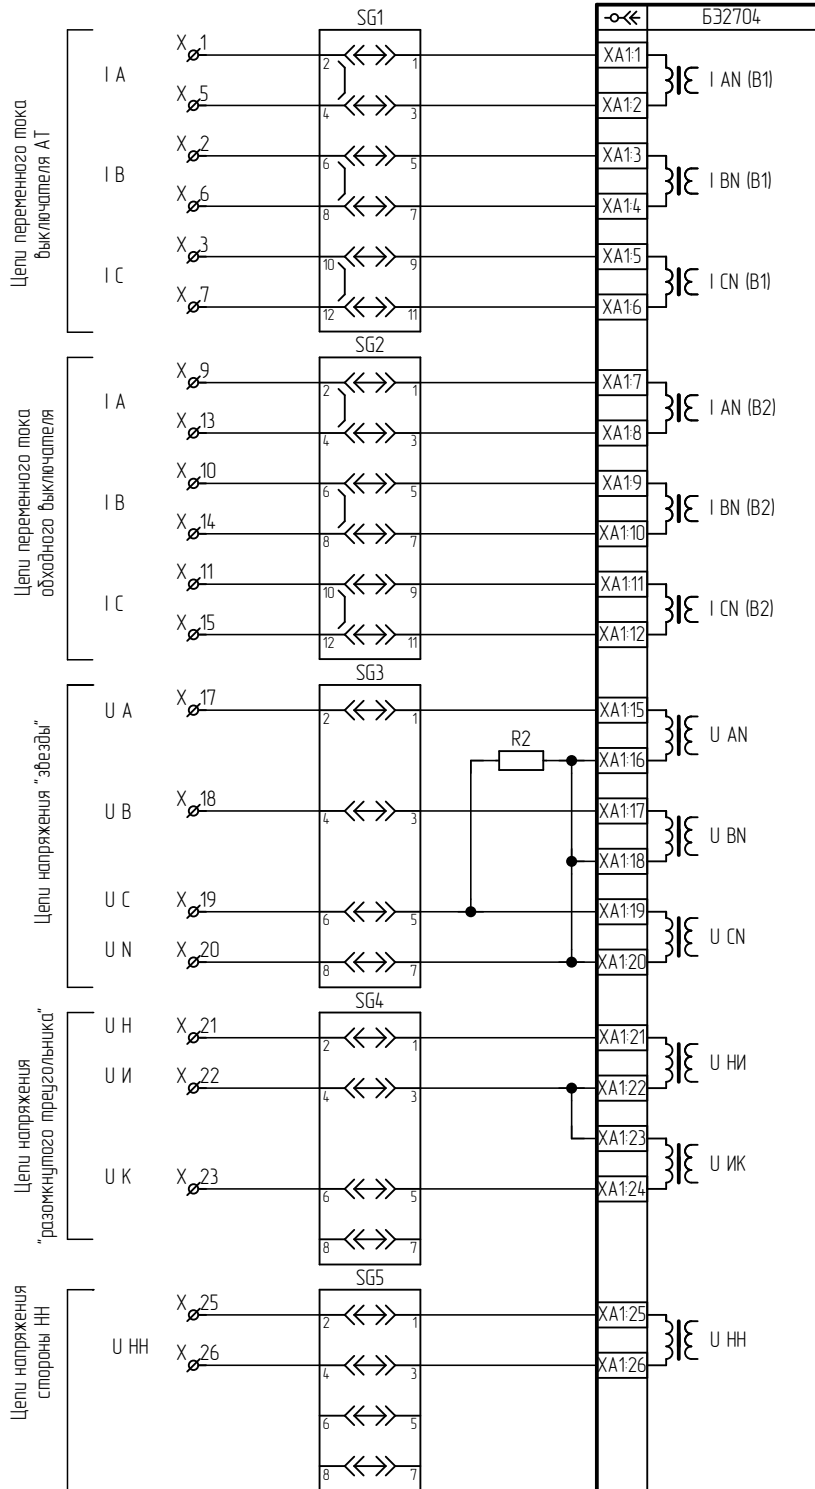 SG1
БЭ2704
Цепи переменного тока
выключателя АТ
I A
X 1
2 1
XA1:1
X 5
4 3
XA1:2
I AN (B1)
I B
X 2
6 5
XA1:3
X 6
8 7
XA1:4
I BN (B1)
I C
X 3
10 9
XA1:5
X 7
12 11
XA1:6
I CN (B1)
SG2
Цепи переменного тока
обходного выключателя
I A
X 9
2 1
XA1:7
X 13
4 3
XA1:8
I AN (B2)
I B
X 10
6 5
XA1:9
X 14
8 7
XA1:10
I BN (B2)
I C
X 11
10 9
XA1:11
X 15
12 11
XA1:12
I CN (B2)
SG3
Цепи напряжения "звезды"
U A
X 17
2 1
XA1:15
R2
XA1:16
U AN
U B
X 18
4 3
XA1:17
XA1:18
U BN
U C
X 19
6 5
XA1:19
U N
X 20
8 7
XA1:20
U CN
SG4
Цепи напряжения
"разомкнутого треугольника"
U Н
X 21
2 1
XA1:21
U И
X 22
4 3
XA1:22
U НИ
XA1:23
U К
X 23
6 5
XA1:24
U ИК
8 7
SG5
Цепи напряжения
стороны НН
U НН
X 25
2 1
XA1:25
X 26
4 3
XA1:26
U НН
6 5
8 7